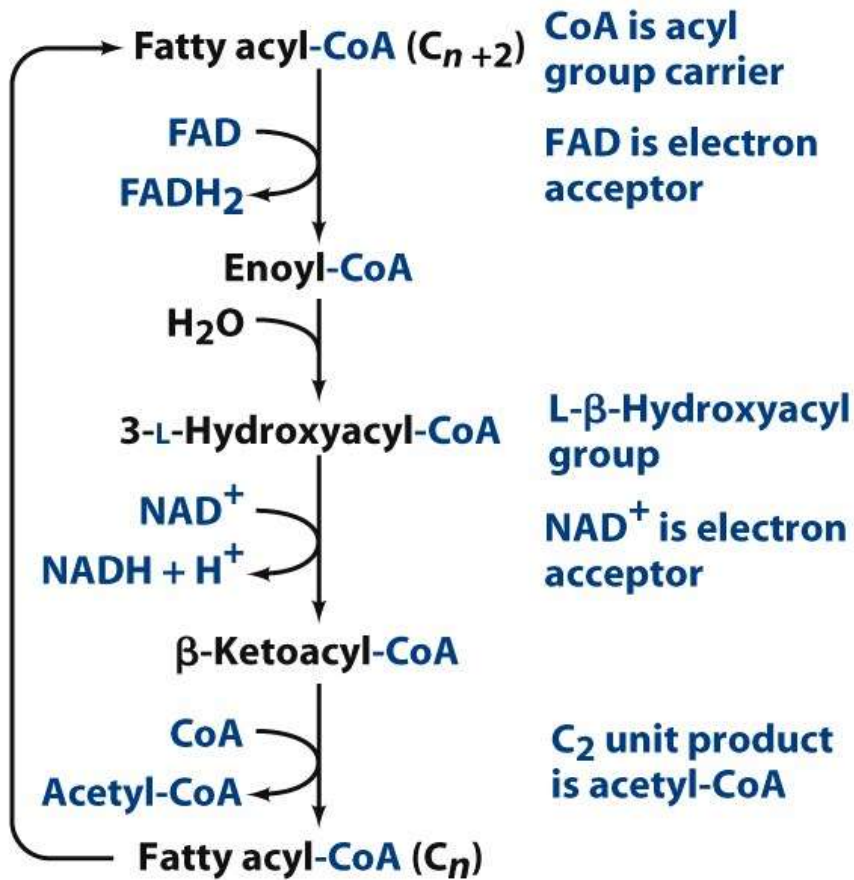 Fatty acyl-CoA (Cn+2)
CoA is acyl
group carrier
FAD
FADH2
FAD is electron
acceptor
Enoyl-CoA
H2O
3-L-Hydroxyacyl-CoA
L-β-Hydroxyacyl
group
NAD+
NADH + H+
NAD+ is electron
acceptor
β-Ketoacyl-CoA
CoA
Acetyl-CoA
C2 unit product
is acetyl-CoA
Fatty acyl-CoA (Cn)